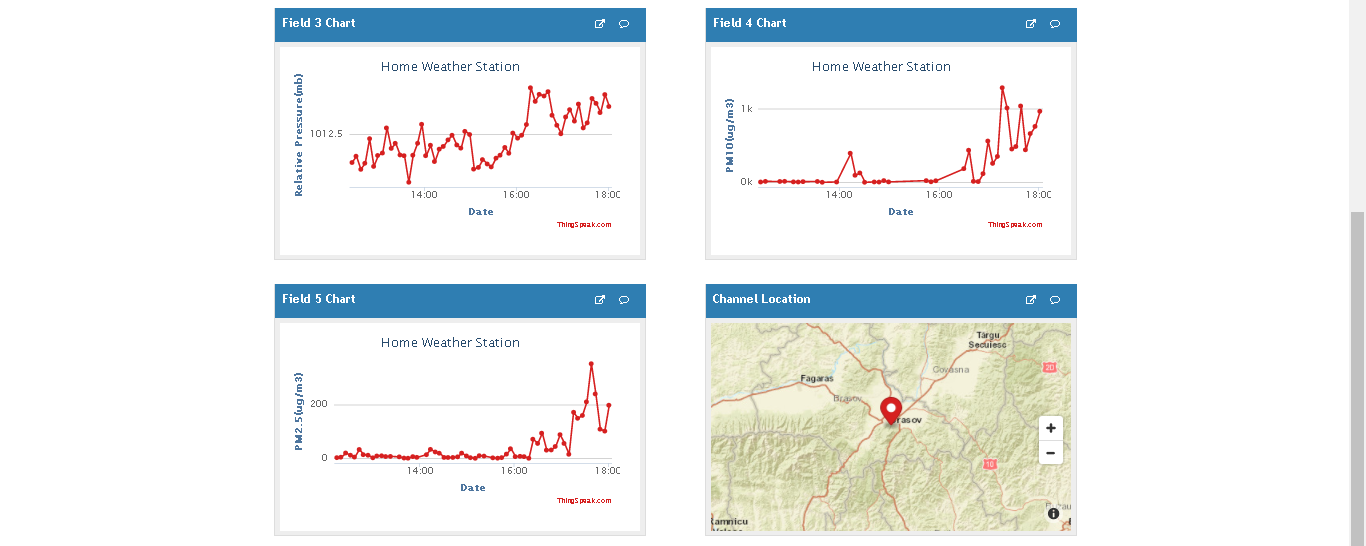 Field 3 Chart
Home Weather Station
Relative Pressure(mb)
1012.5
14:00 16:00 18:00
Date
ThingSpeak.com
Field 4 Chart
Home Weather Station
PM10(ug/m3)
1k
0k
14:00 16:00 18:00
Date
ThingSpeak.com
Field 5 Chart
Home Weather Station
PM2.5(ug/m3)
200
0
14:00 16:00 18:00
Date
ThingSpeak.com
Channel Location
Târgu
Secuiesc
20
Covasna
Fagaras
Brasov
rasov
+
−
10
i
Ramnicu